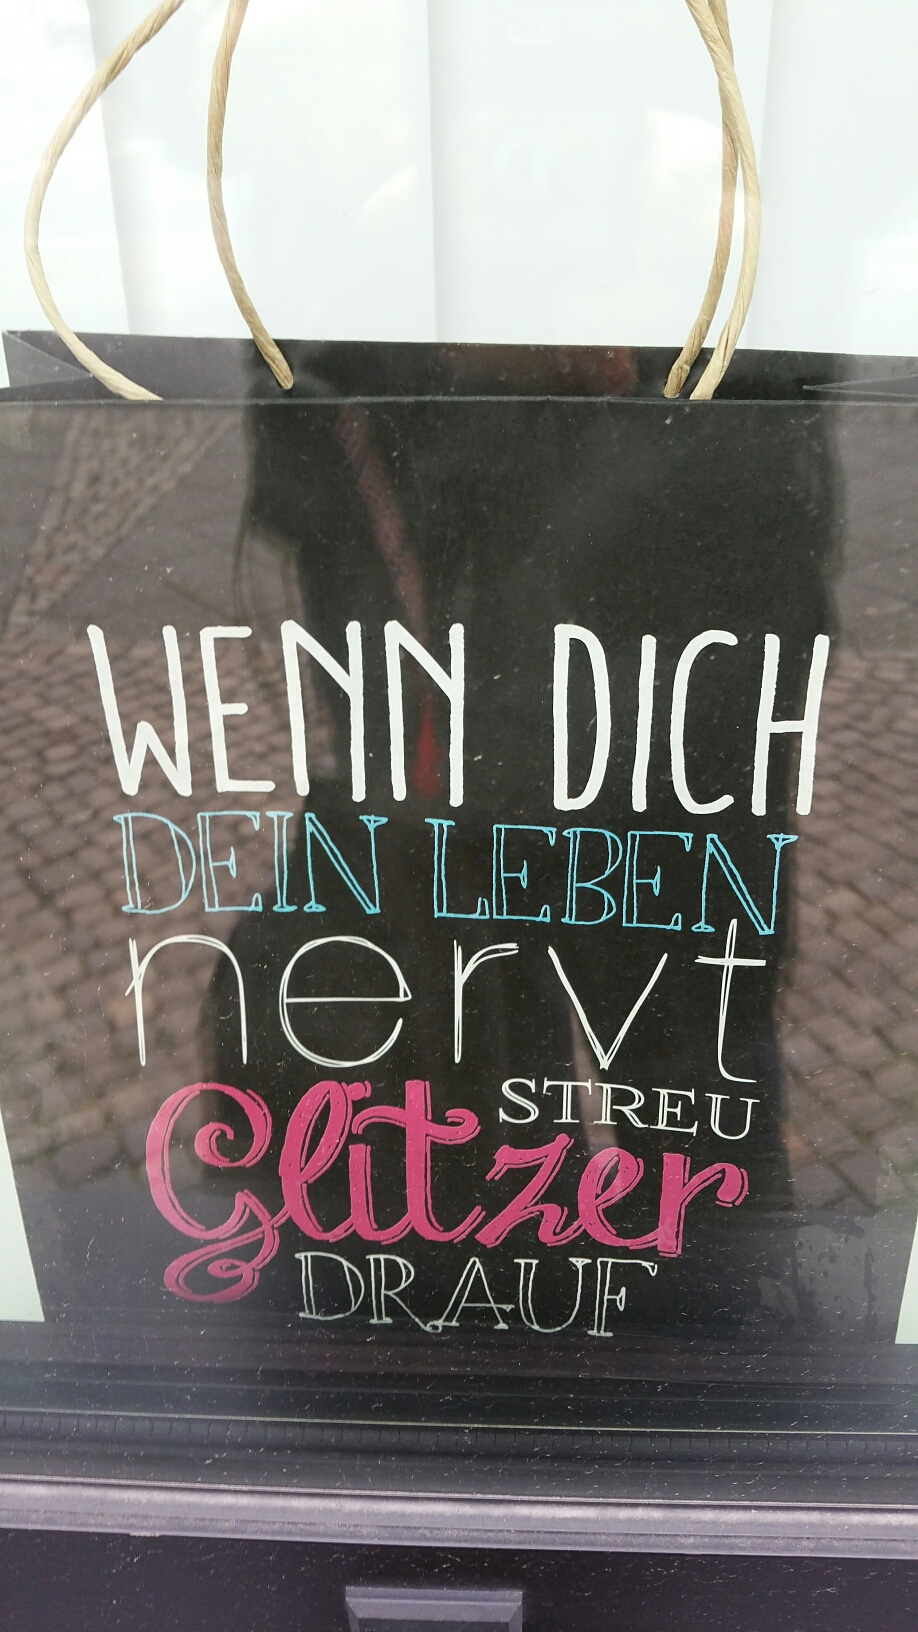 WENN DICH
DEIN LEBEN
nervt
STREU
Glitzer
DRAUF